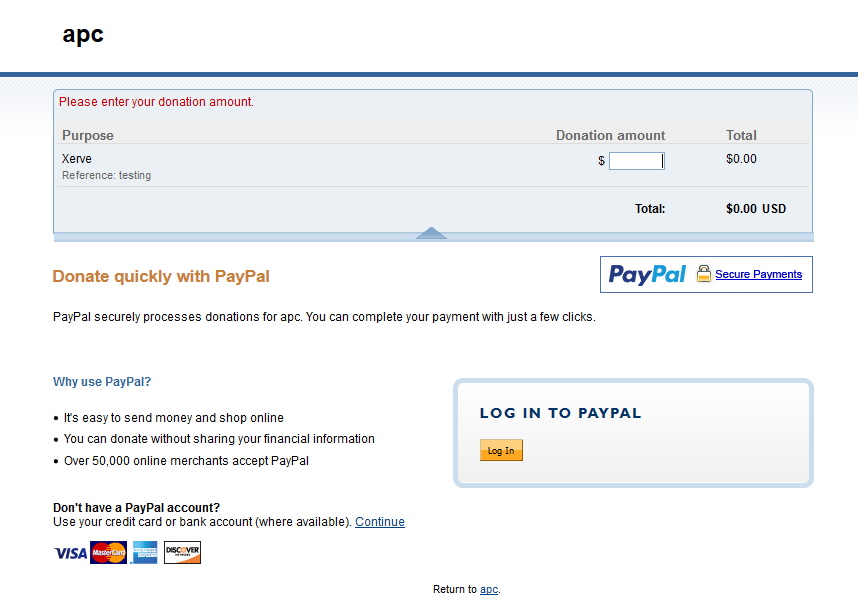 apc
Please enter your donation amount.
Purpose Donation amount Total
Xerve $ $0.00
Reference: testing
Total: $0.00 USD
Donate quickly with PayPal
PayPal Secure Payments
PayPal securely processes donations for apc. You can complete your payment with just a few clicks.
Why use PayPal?
• It's easy to send money and shop online
• You can donate without sharing your financial information
• Over 50,000 online merchants accept PayPal
LOG IN TO PAYPAL
Log In
Don't have a PayPal account?
Use your credit card or bank account (where available). Continue
VISA MasterCard AMERICAN EXPRESS DISCOVER NETWORK
Return to apc.